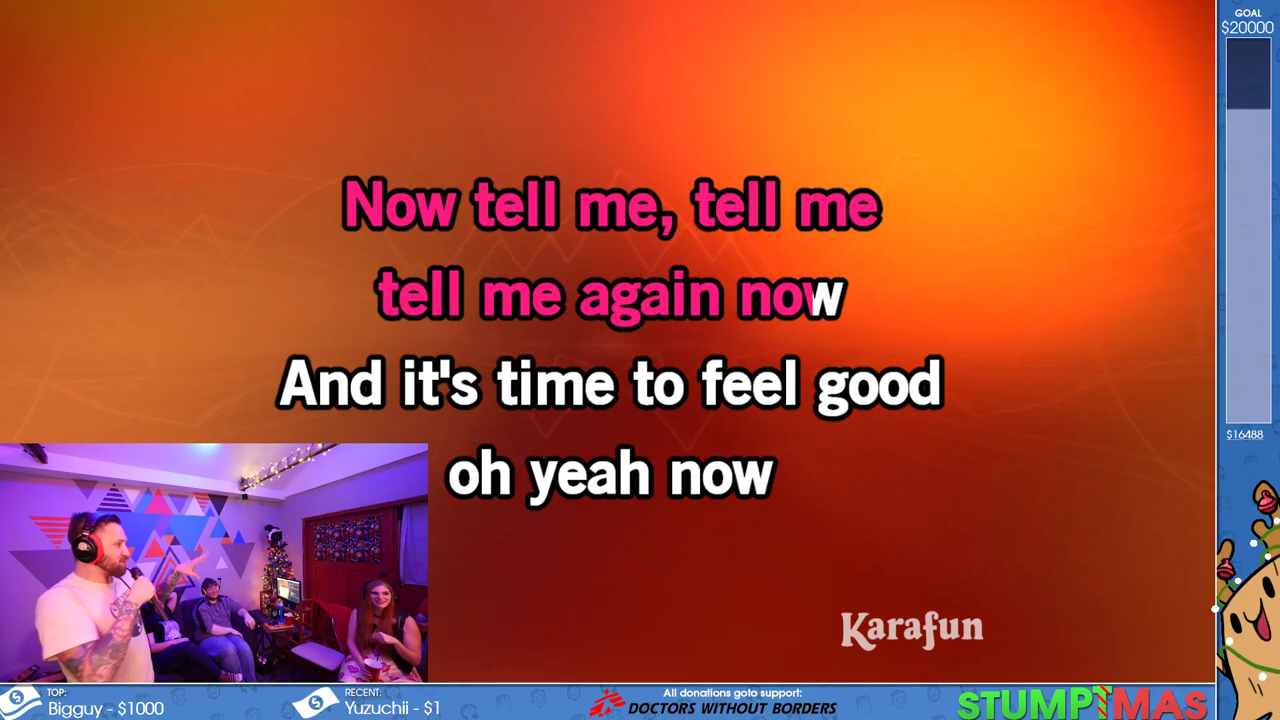 GOAL
$20000
Now tell me, tell me
tell me again now
And it's time to feel good
oh yeah now
$16488
Karafun
TOP:
Bigguy - $1000
RECENT:
Yuzuchii - $1
All donations goto support:
DOCTORS WITHOUT BORDERS
STUMPTMAS